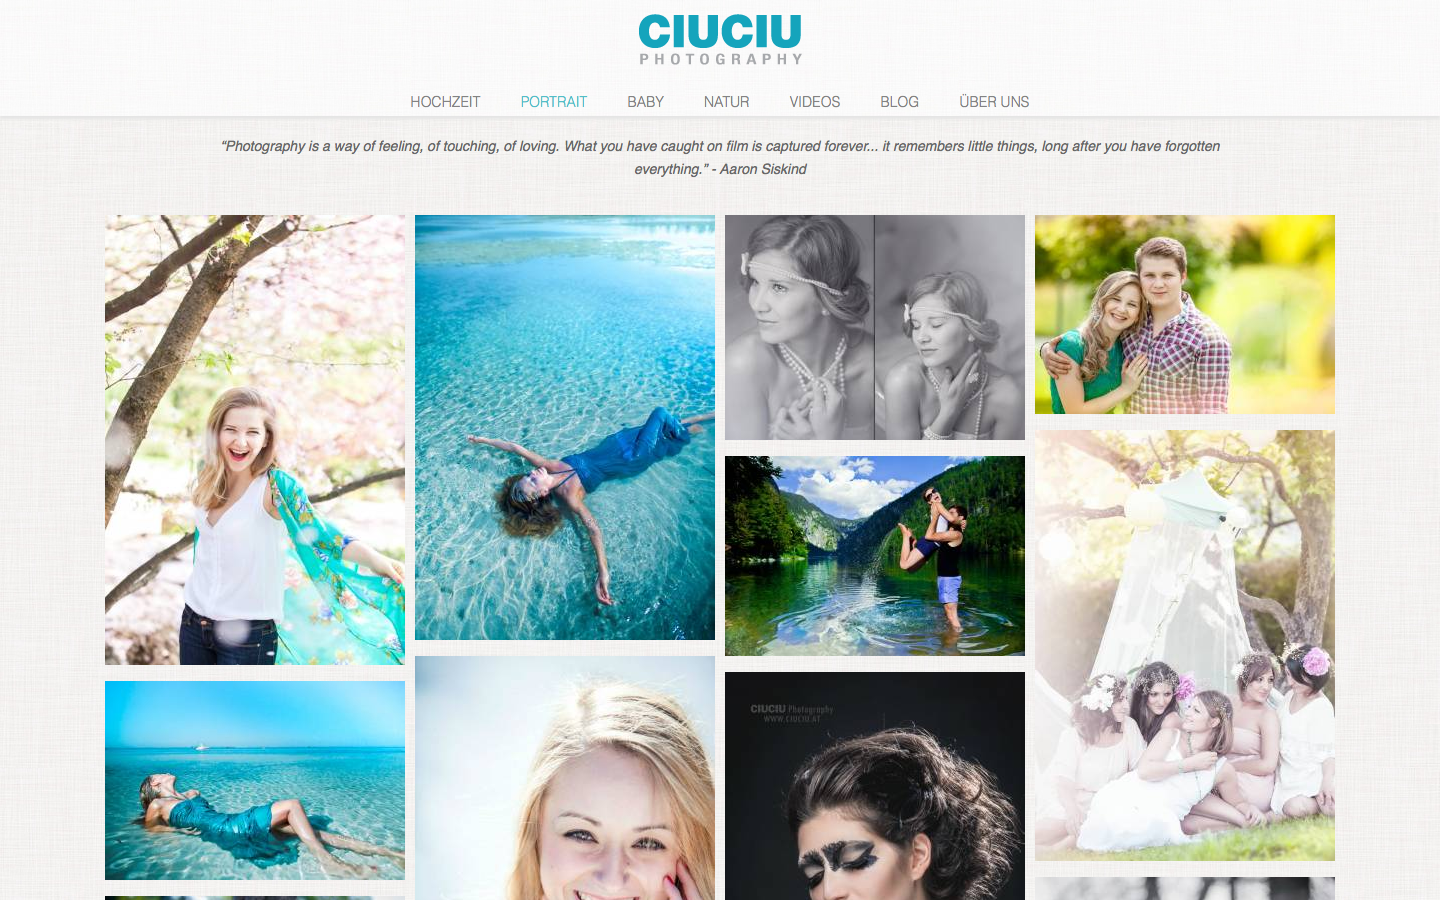 CIUCIU
PHOTOGRAPHY
HOCHZEIT PORTRAIT BABY NATUR VIDEOS BLOG ÜBER UNS
"Photography is a way of feeling, of touching, of loving. What you have caught on film is captured forever... it remembers little things, long after you have forgotten
everything." - Aaron Siskind
CIUCIU Photography
WWW.CIUCIU.AT